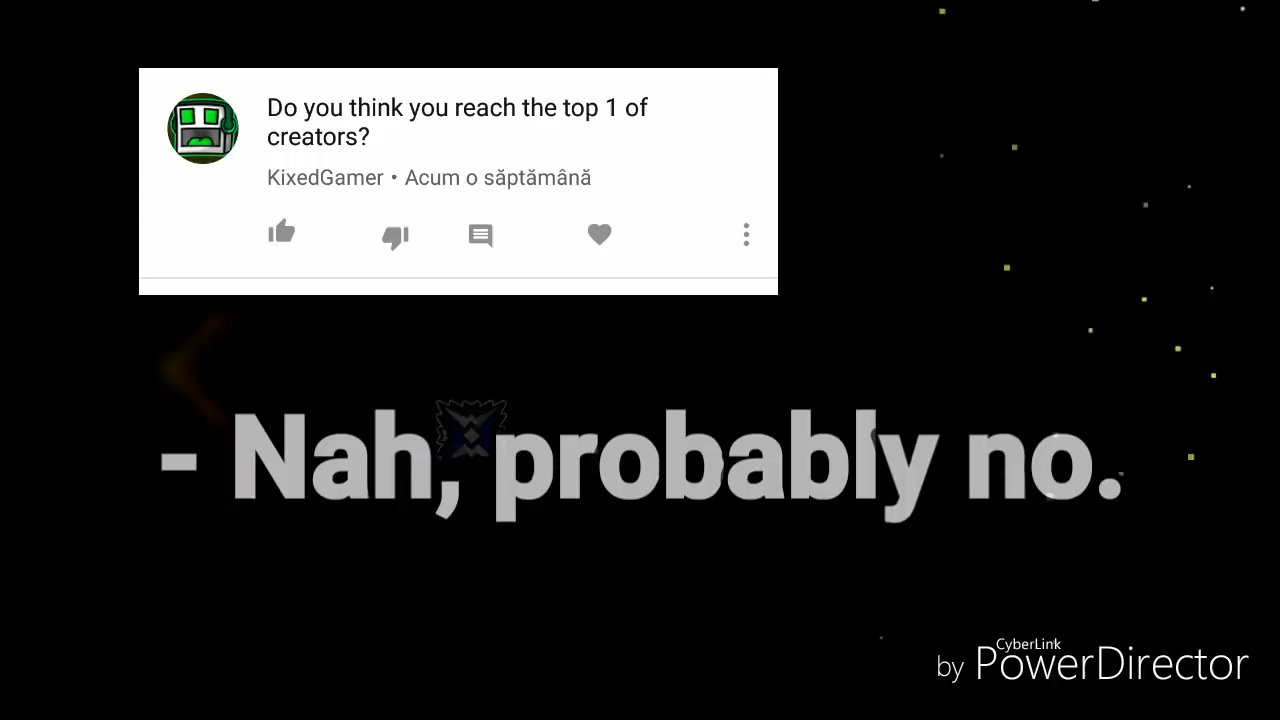 Do you think you reach the top 1 of
creators?
KixedGamer • Acum o săptămână
- Nah, probably no.
CyberLink
by PowerDirector